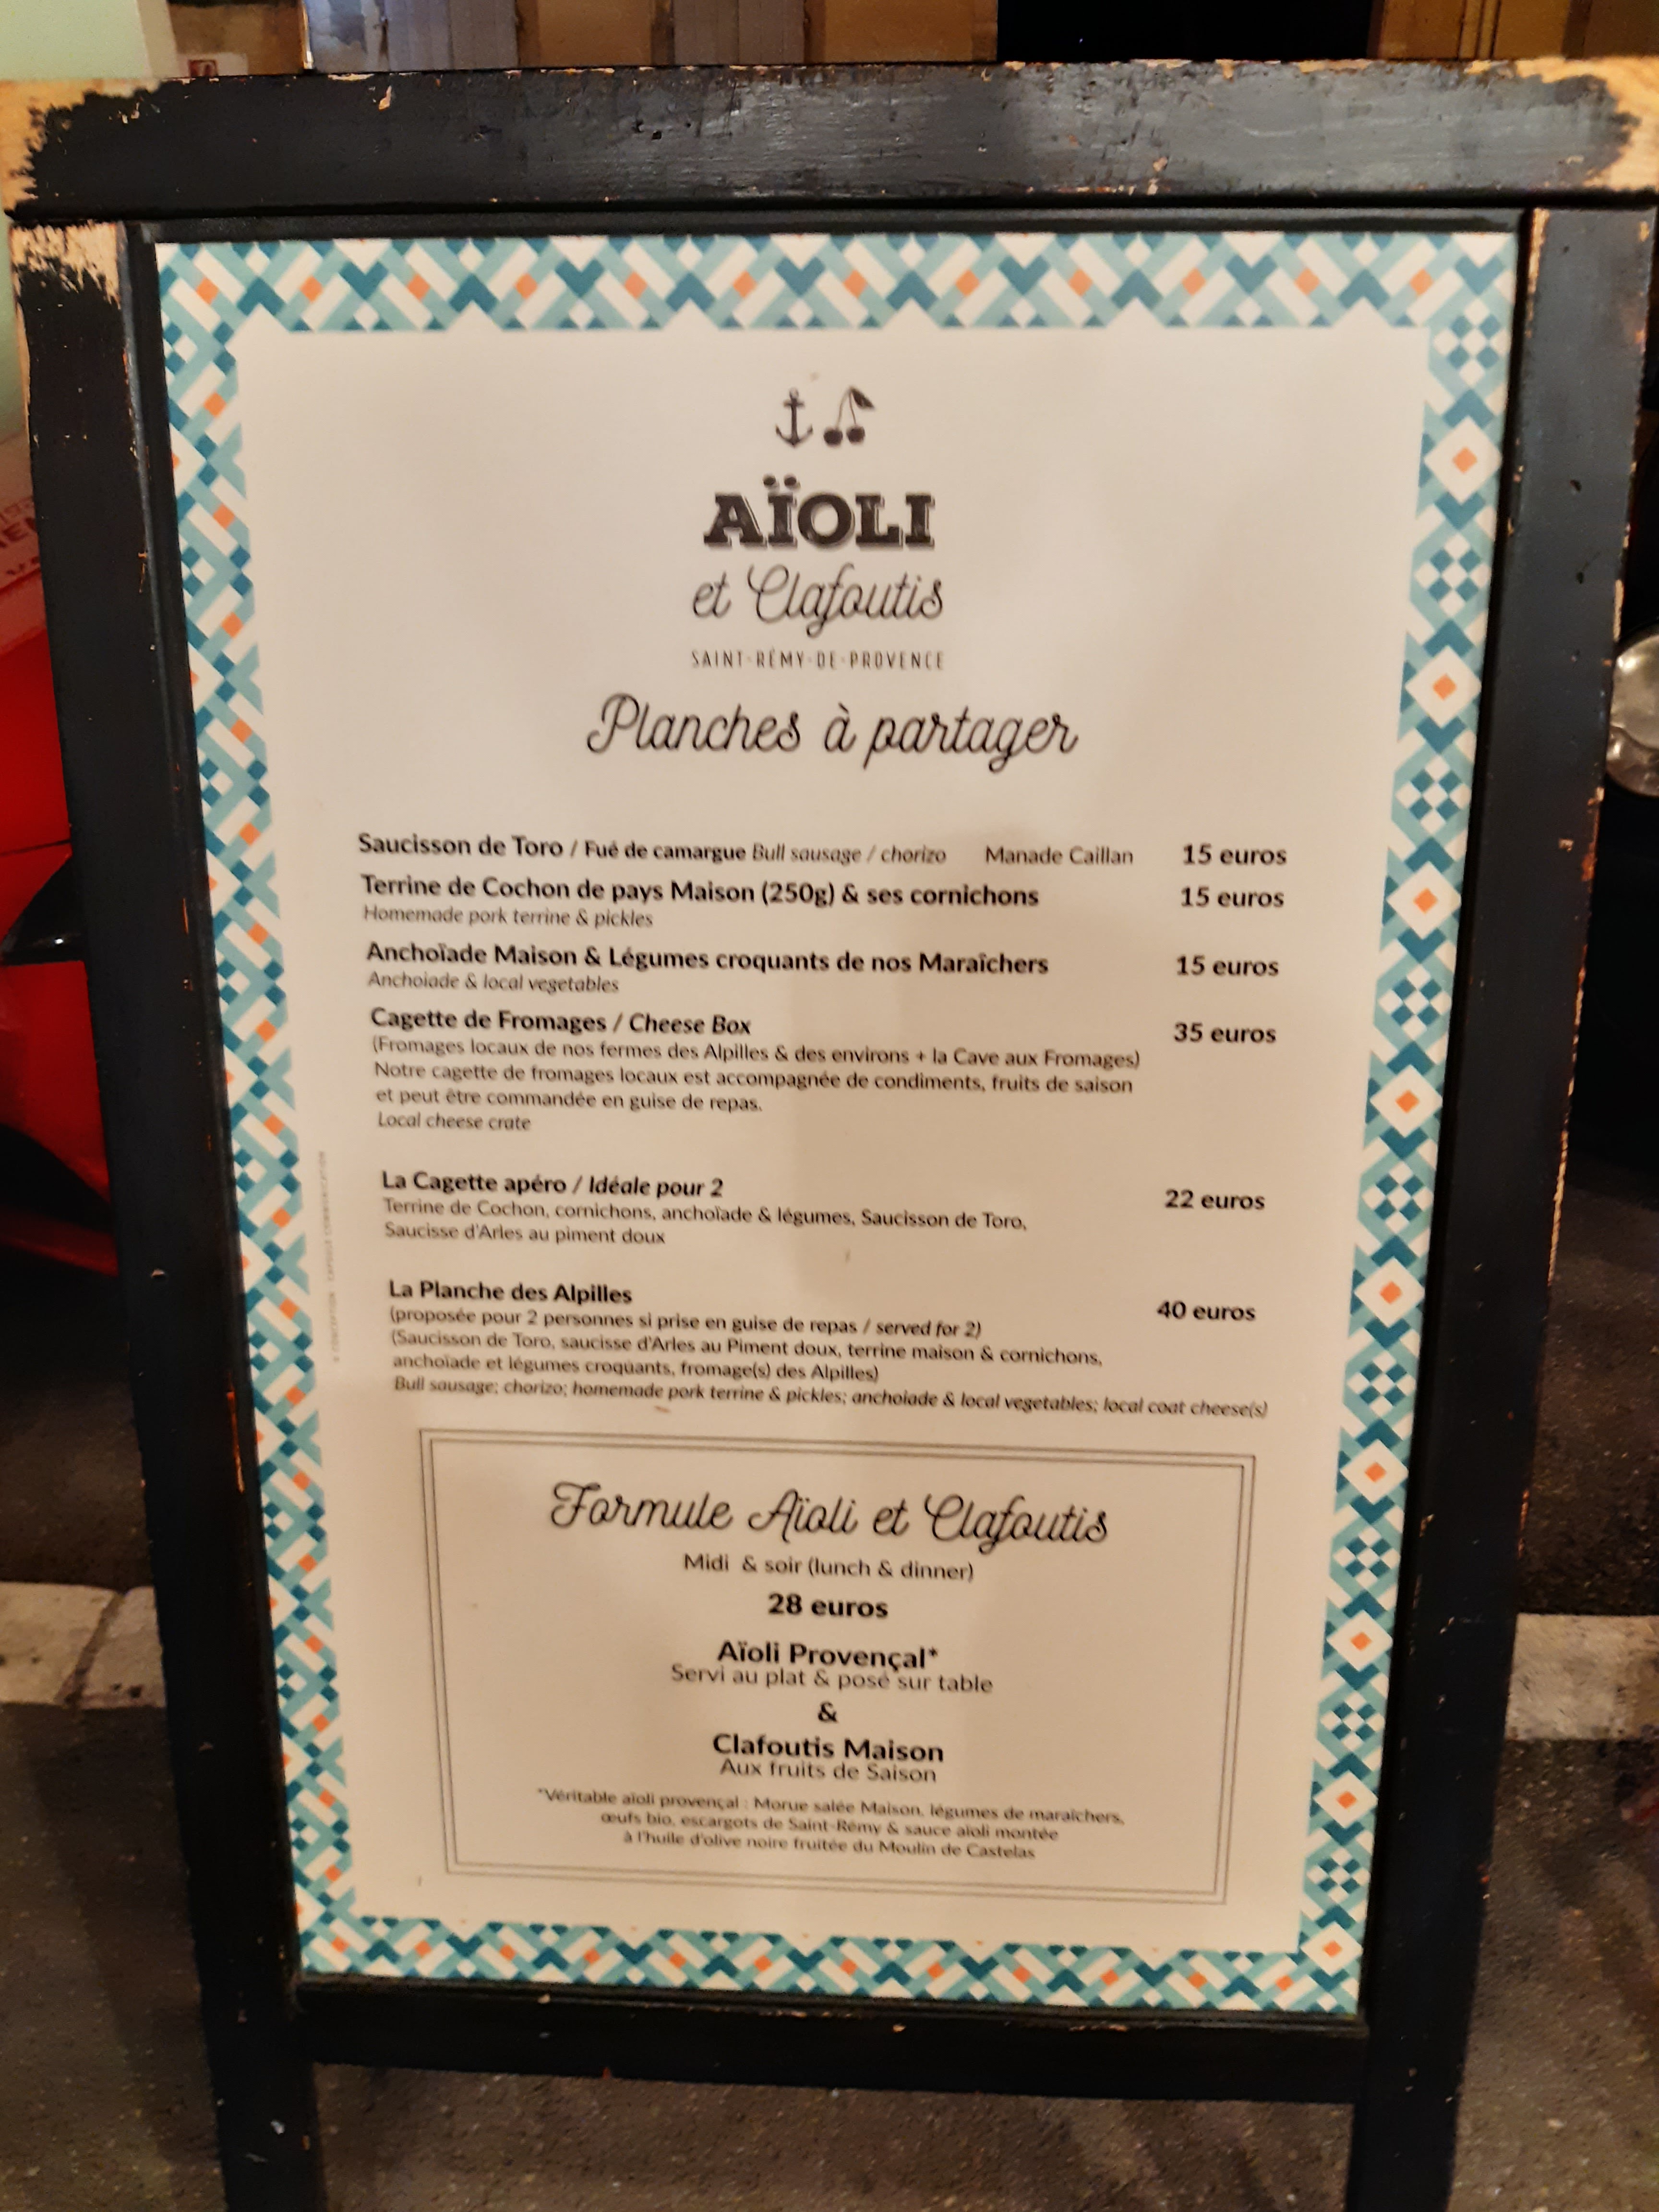 AÏOLI
et Clafoutis
SAINT-RÉMY-DE-PROVENCE
Planches à partager
Saucisson de Toro / Fué de camargue Bull sausage / chorizo Manade Caillan 15 euros
Terrine de Cochon de pays Maison (250g) & ses cornichons 15 euros
Homemade pork terrine & pickles
Anchoïade Maison & Légumes croquants de nos Maraîchers 15 euros
Anchoiade & local vegetables
Cagette de Fromages / Cheese Box 35 euros
(Fromages locaux de nos fermes des Alpilles & des environs + la Cave aux Fromages)
Notre cagette de fromages locaux est accompagnée de condiments, fruits de saison
et peut être commandée en guise de repas.
Local cheese crate
La Cagette apéro / Idéale pour 2 22 euros
Terrine de Cochon, cornichons, anchoïade & légumes, Saucisson de Toro,
Saucisse d'Arles au piment doux
La Planche des Alpilles 40 euros
(proposée pour 2 personnes si prise en guise de repas / served for 2)
(Saucisson de Toro, saucisse d'Arles au Piment doux, terrine maison & cornichons,
anchoïade et légumes croquants, fromage(s) des Alpilles)
Bull sausage; chorizo; homemade pork terrine & pickles; anchoiade & local vegetables; local coat cheese(s)
Formule Aïoli et Clafoutis
Midi & soir (lunch & dinner)
28 euros
Aïoli Provençal*
Servi au plat & posé sur table
&
Clafoutis Maison
Aux fruits de Saison
*Véritable aïoli provençal : Morue salée Maison, légumes de maraîchers,
œufs bio, escargots de Saint-Rémy & sauce aïoli montée
à l'huile d'olive noire fruitée du Moulin de Castelas